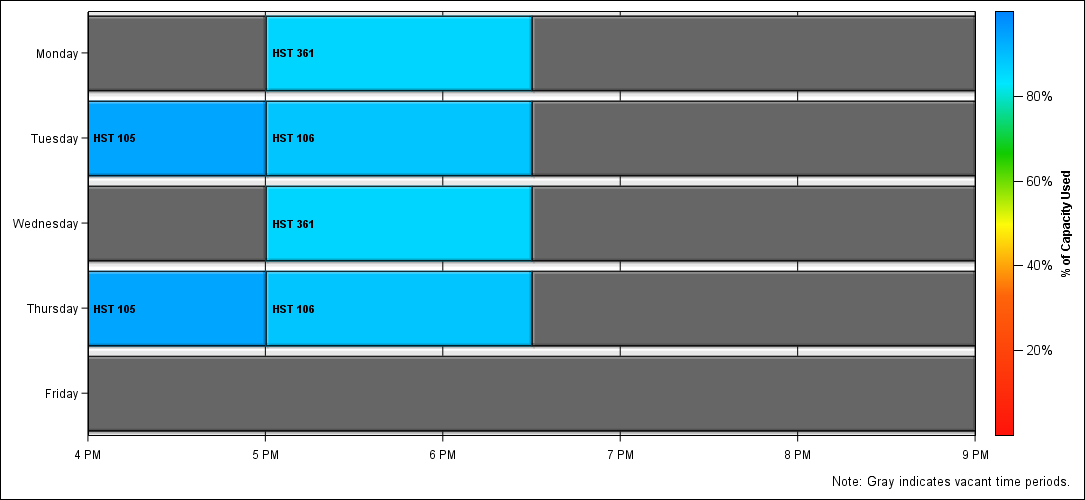 Monday
HST 361
Tuesday
HST 105
HST 106
Wednesday
HST 361
Thursday
HST 105
HST 106
Friday
4 PM
5 PM
6 PM
7 PM
8 PM
9 PM
80%
60%
40%
20%
% of Capacity Used
Note: Gray indicates vacant time periods.